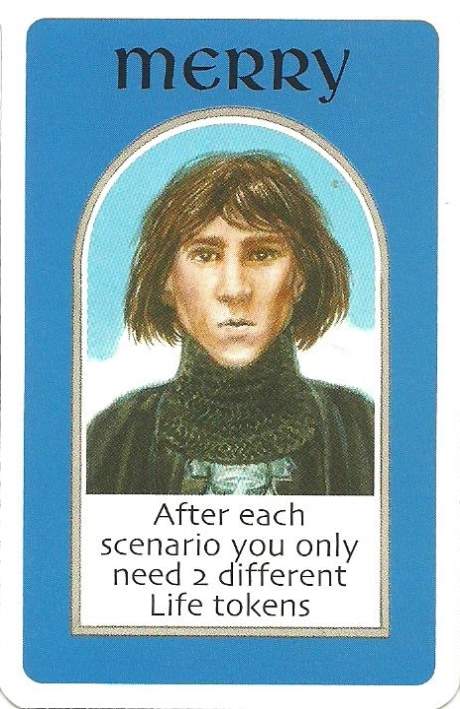 MERRY
After each
scenario you only
need 2 different
Life tokens